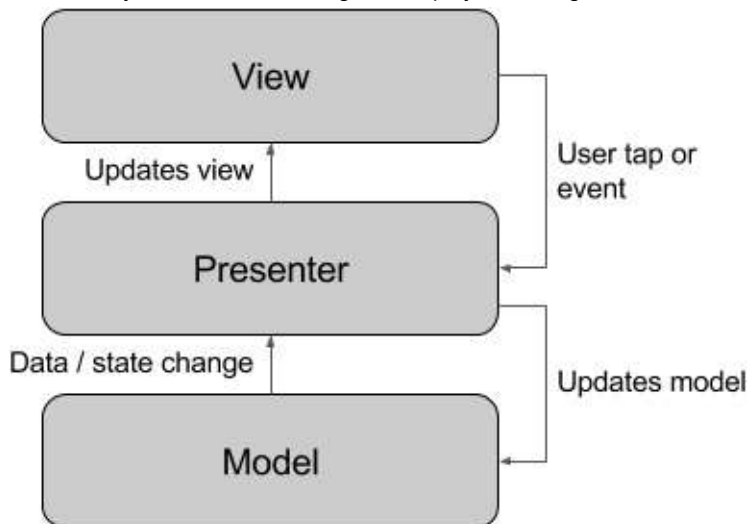 View
Updates view
User tap or
event
Presenter
Data / state change
Updates model
Model